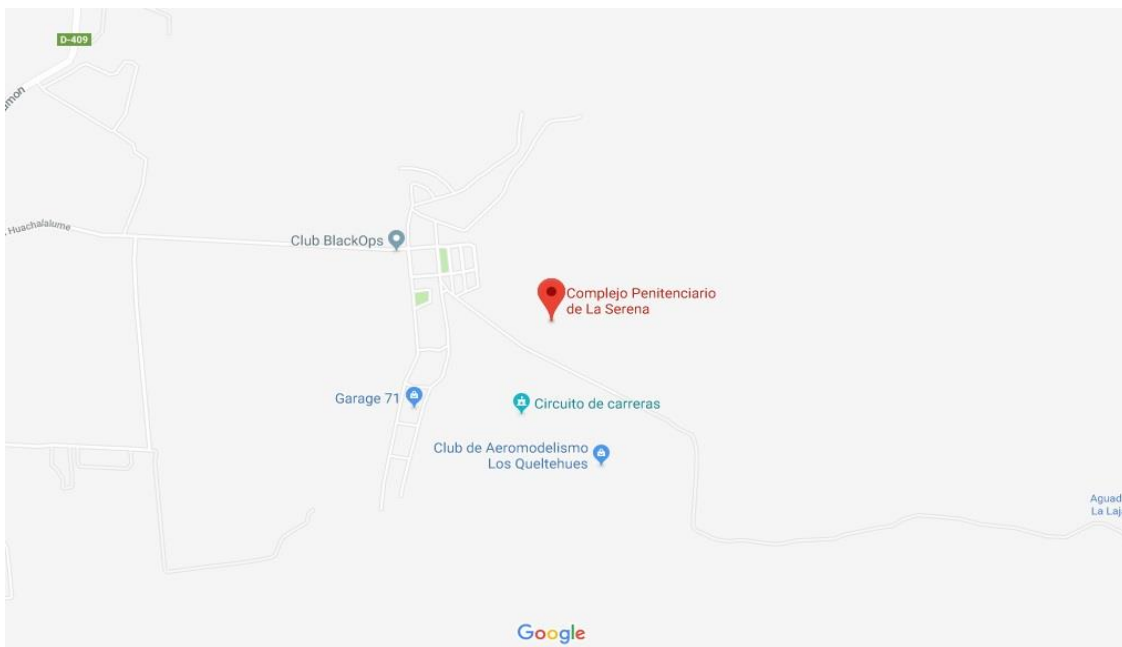 D-409
Huachalalume
Club BlackOps
Complejo Penitenciario
de La Serena
Garage 71
Circuito de carreras
Club de Aeromodelismo
Los Queltehues
Aguad
La Laj
Google